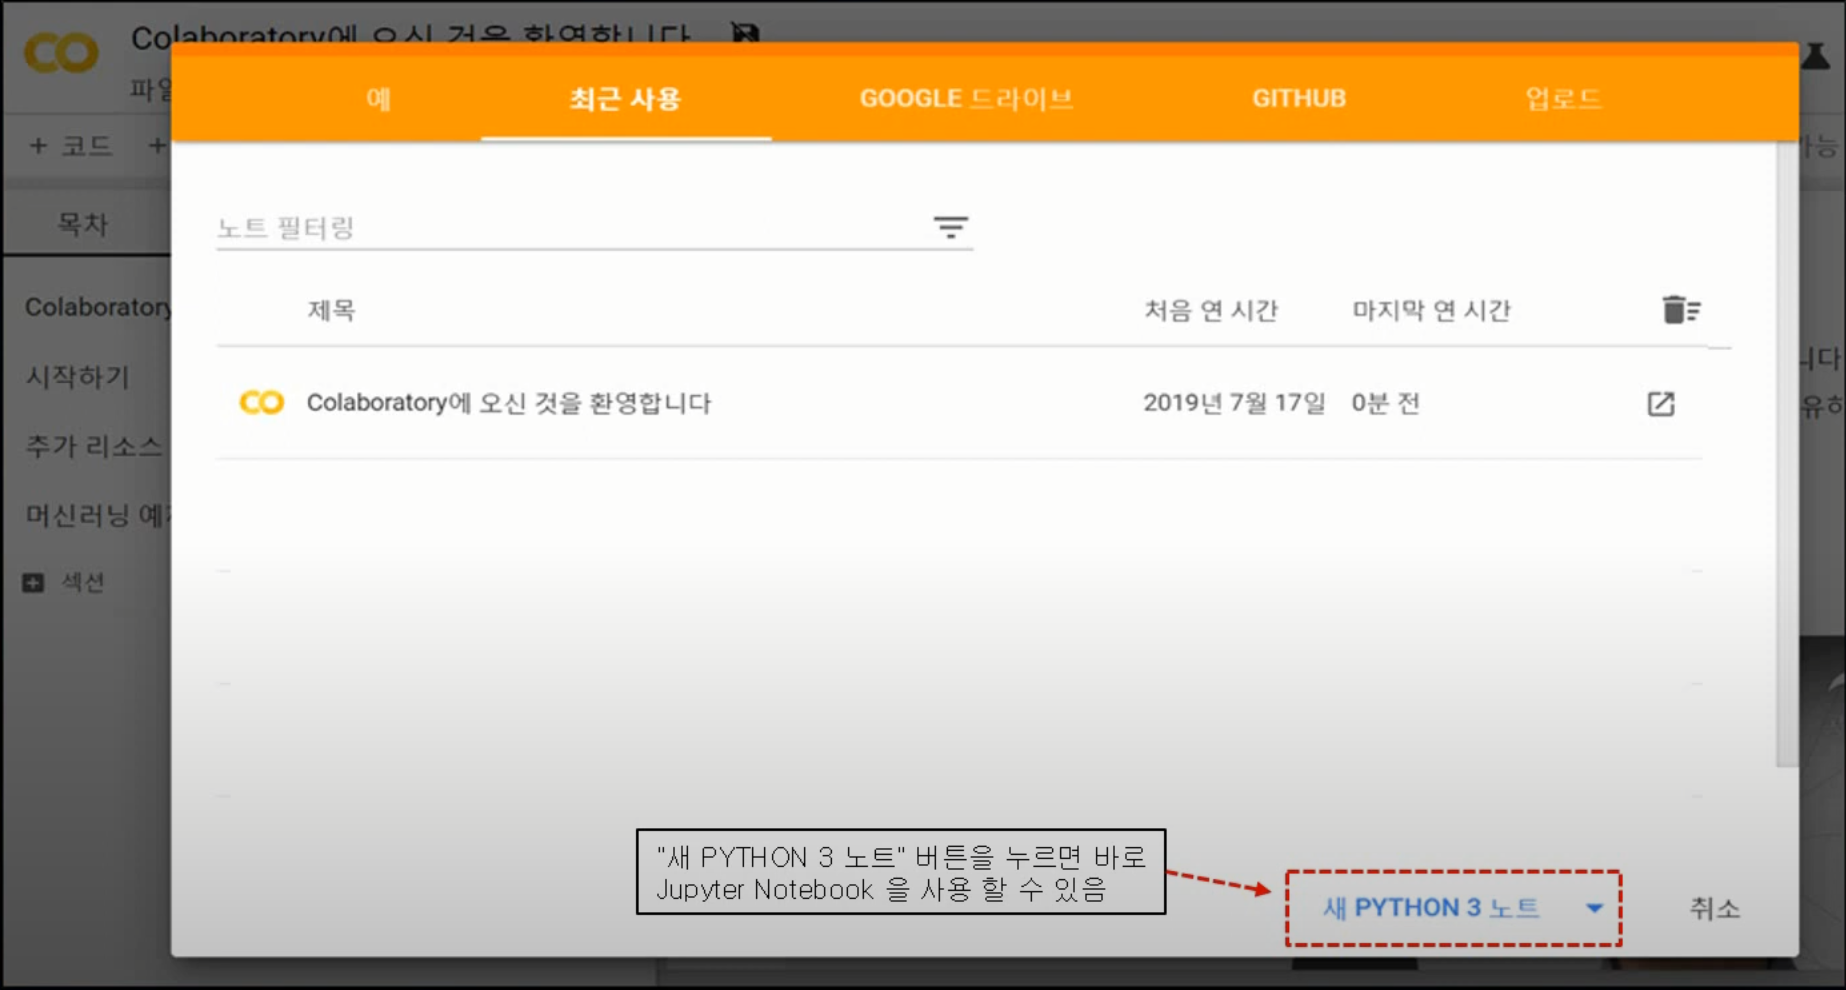 Colaboratory에 오신 것을 환영합니다
예
최근 사용
GOOGLE 드라이브
GITHUB
업로드
+ 코드 +
목차
노트 필터링
Colaboratory
제목
처음 연 시간
마지막 연 시간
시작하기
Colaboratory에 오신 것을 환영합니다
2019년 7월 17일
0분 전
추가 리소스
머신러닝
섹션
"새 PYTHON 3 노트" 버튼을 누르면 바로
Jupyter Notebook 을 사용 할 수 있음
새 PYTHON 3 노트
취소